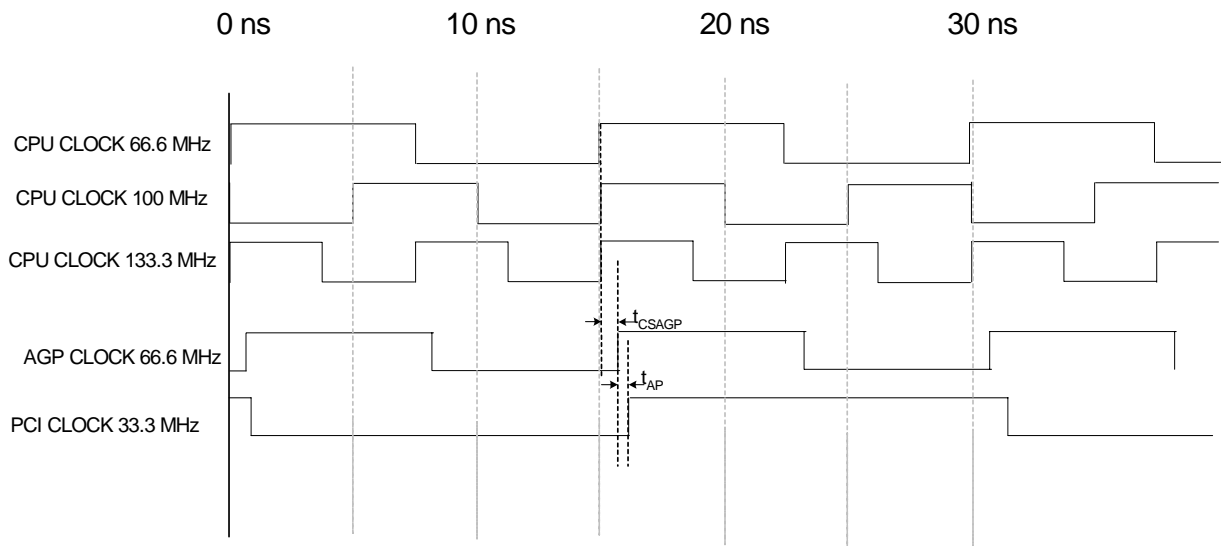 0 ns 10 ns 20 ns 30 ns
CPU CLOCK 66.6 MHz
CPU CLOCK 100 MHz
CPU CLOCK 133.3 MHz
tCSAGP
AGP CLOCK 66.6 MHz
tAP
PCI CLOCK 33.3 MHz